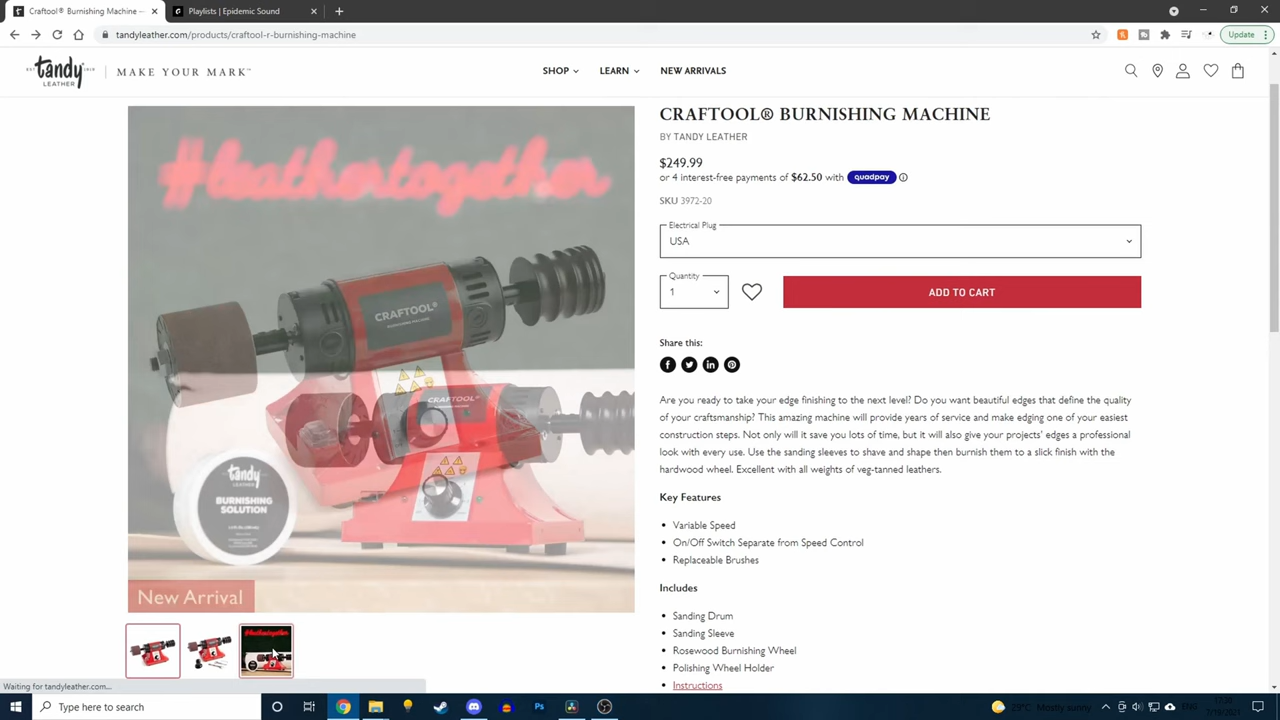 Craftool® Burnishing Machine —
Playlists | Epidemic Sound
tandyleather.com/products/craftool-r-burnishing-machine
Update
tandy
LEATHER
MAKE YOUR MARK™
SHOP
LEARN
NEW ARRIVALS
#leathertogether
CRAFTOOL®
CRAFTOOL®
tandy
LEATHER
BURNISHING
SOLUTION
New Arrival
CRAFTOOL® BURNISHING MACHINE
BY TANDY LEATHER
$249.99
or 4 interest-free payments of $62.50 with quadpay
SKU 3972-20
Electrical Plug
USA
Quantity
1
ADD TO CART
Share this:
Are you ready to take your edge finishing to the next level? Do you want beautiful edges that define the quality
of your craftsmanship? This amazing machine will provide years of service and make edging one of your easiest
construction steps. Not only will it save you lots of time, but it will also give your projects' edges a professional
look with every use. Use the sanding sleeves to shave and shape then burnish them to a slick finish with the
hardwood wheel. Excellent with all weights of veg-tanned leathers.
Key Features
Variable Speed
On/Off Switch Separate from Speed Control
Replaceable Brushes
Includes
Sanding Drum
Sanding Sleeve
Rosewood Burnishing Wheel
Polishing Wheel Holder
Instructions
Waiting for tandyleather.com...
Type here to search
29°C Mostly sunny
ENG